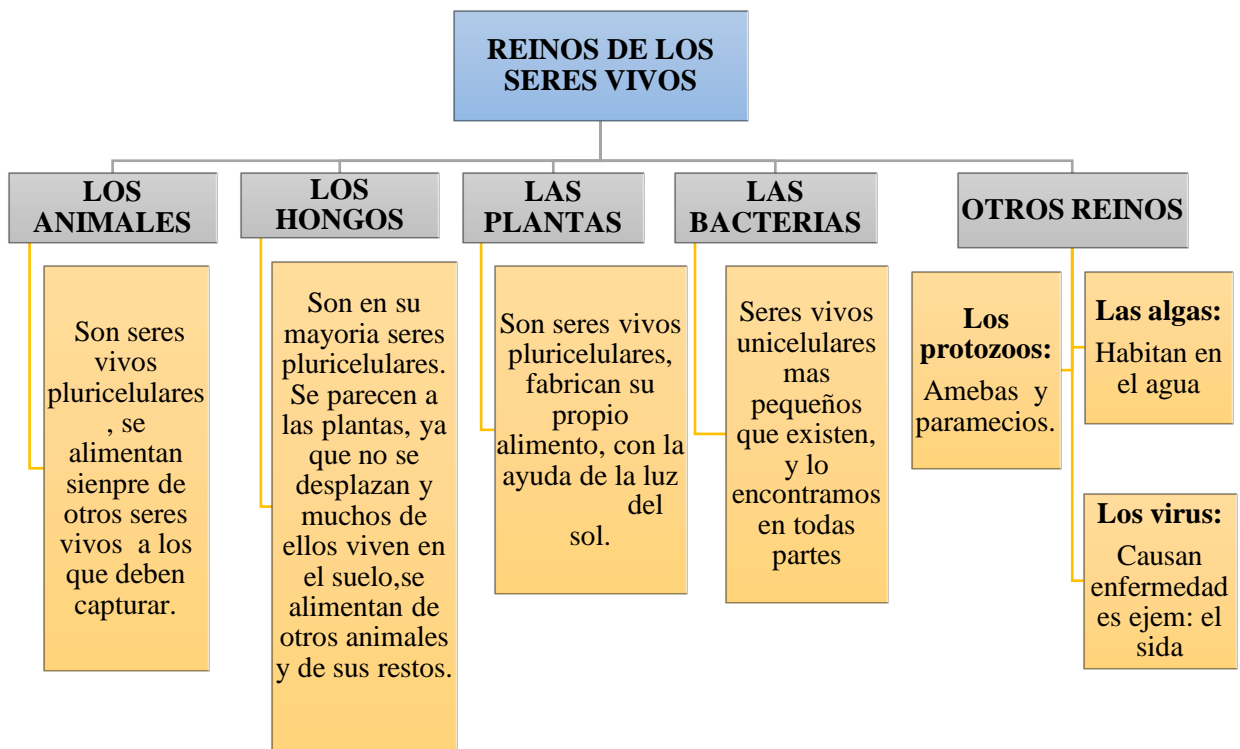 REINOS DE LOS
SERES VIVOS
LOS
ANIMALES
Son seres
vivos
pluricelulares
, se
alimentan
sienpre de
otros seres
vivos a los
que deben
capturar.
LOS
HONGOS
Son en su
mayoria seres
pluricelulares.
Se parecen a
las plantas, ya
que no se
desplazan y
muchos de
ellos viven en
el suelo,se
alimentan de
otros animales
y de sus restos.
LAS
PLANTAS
Son seres vivos
pluricelulares,
fabrican su
propio
alimento, con la
ayuda de la luz
del
sol.
LAS
BACTERIAS
Seres vivos
unicelulares
mas
pequeños
que existen,
y lo
encontramos
en todas
partes
OTROS REINOS
Los
protozoos:
Amebas y
paramecios.
Las algas:
Habitan en
el agua
Los virus:
Causan
enfermedad
es ejem: el
sida